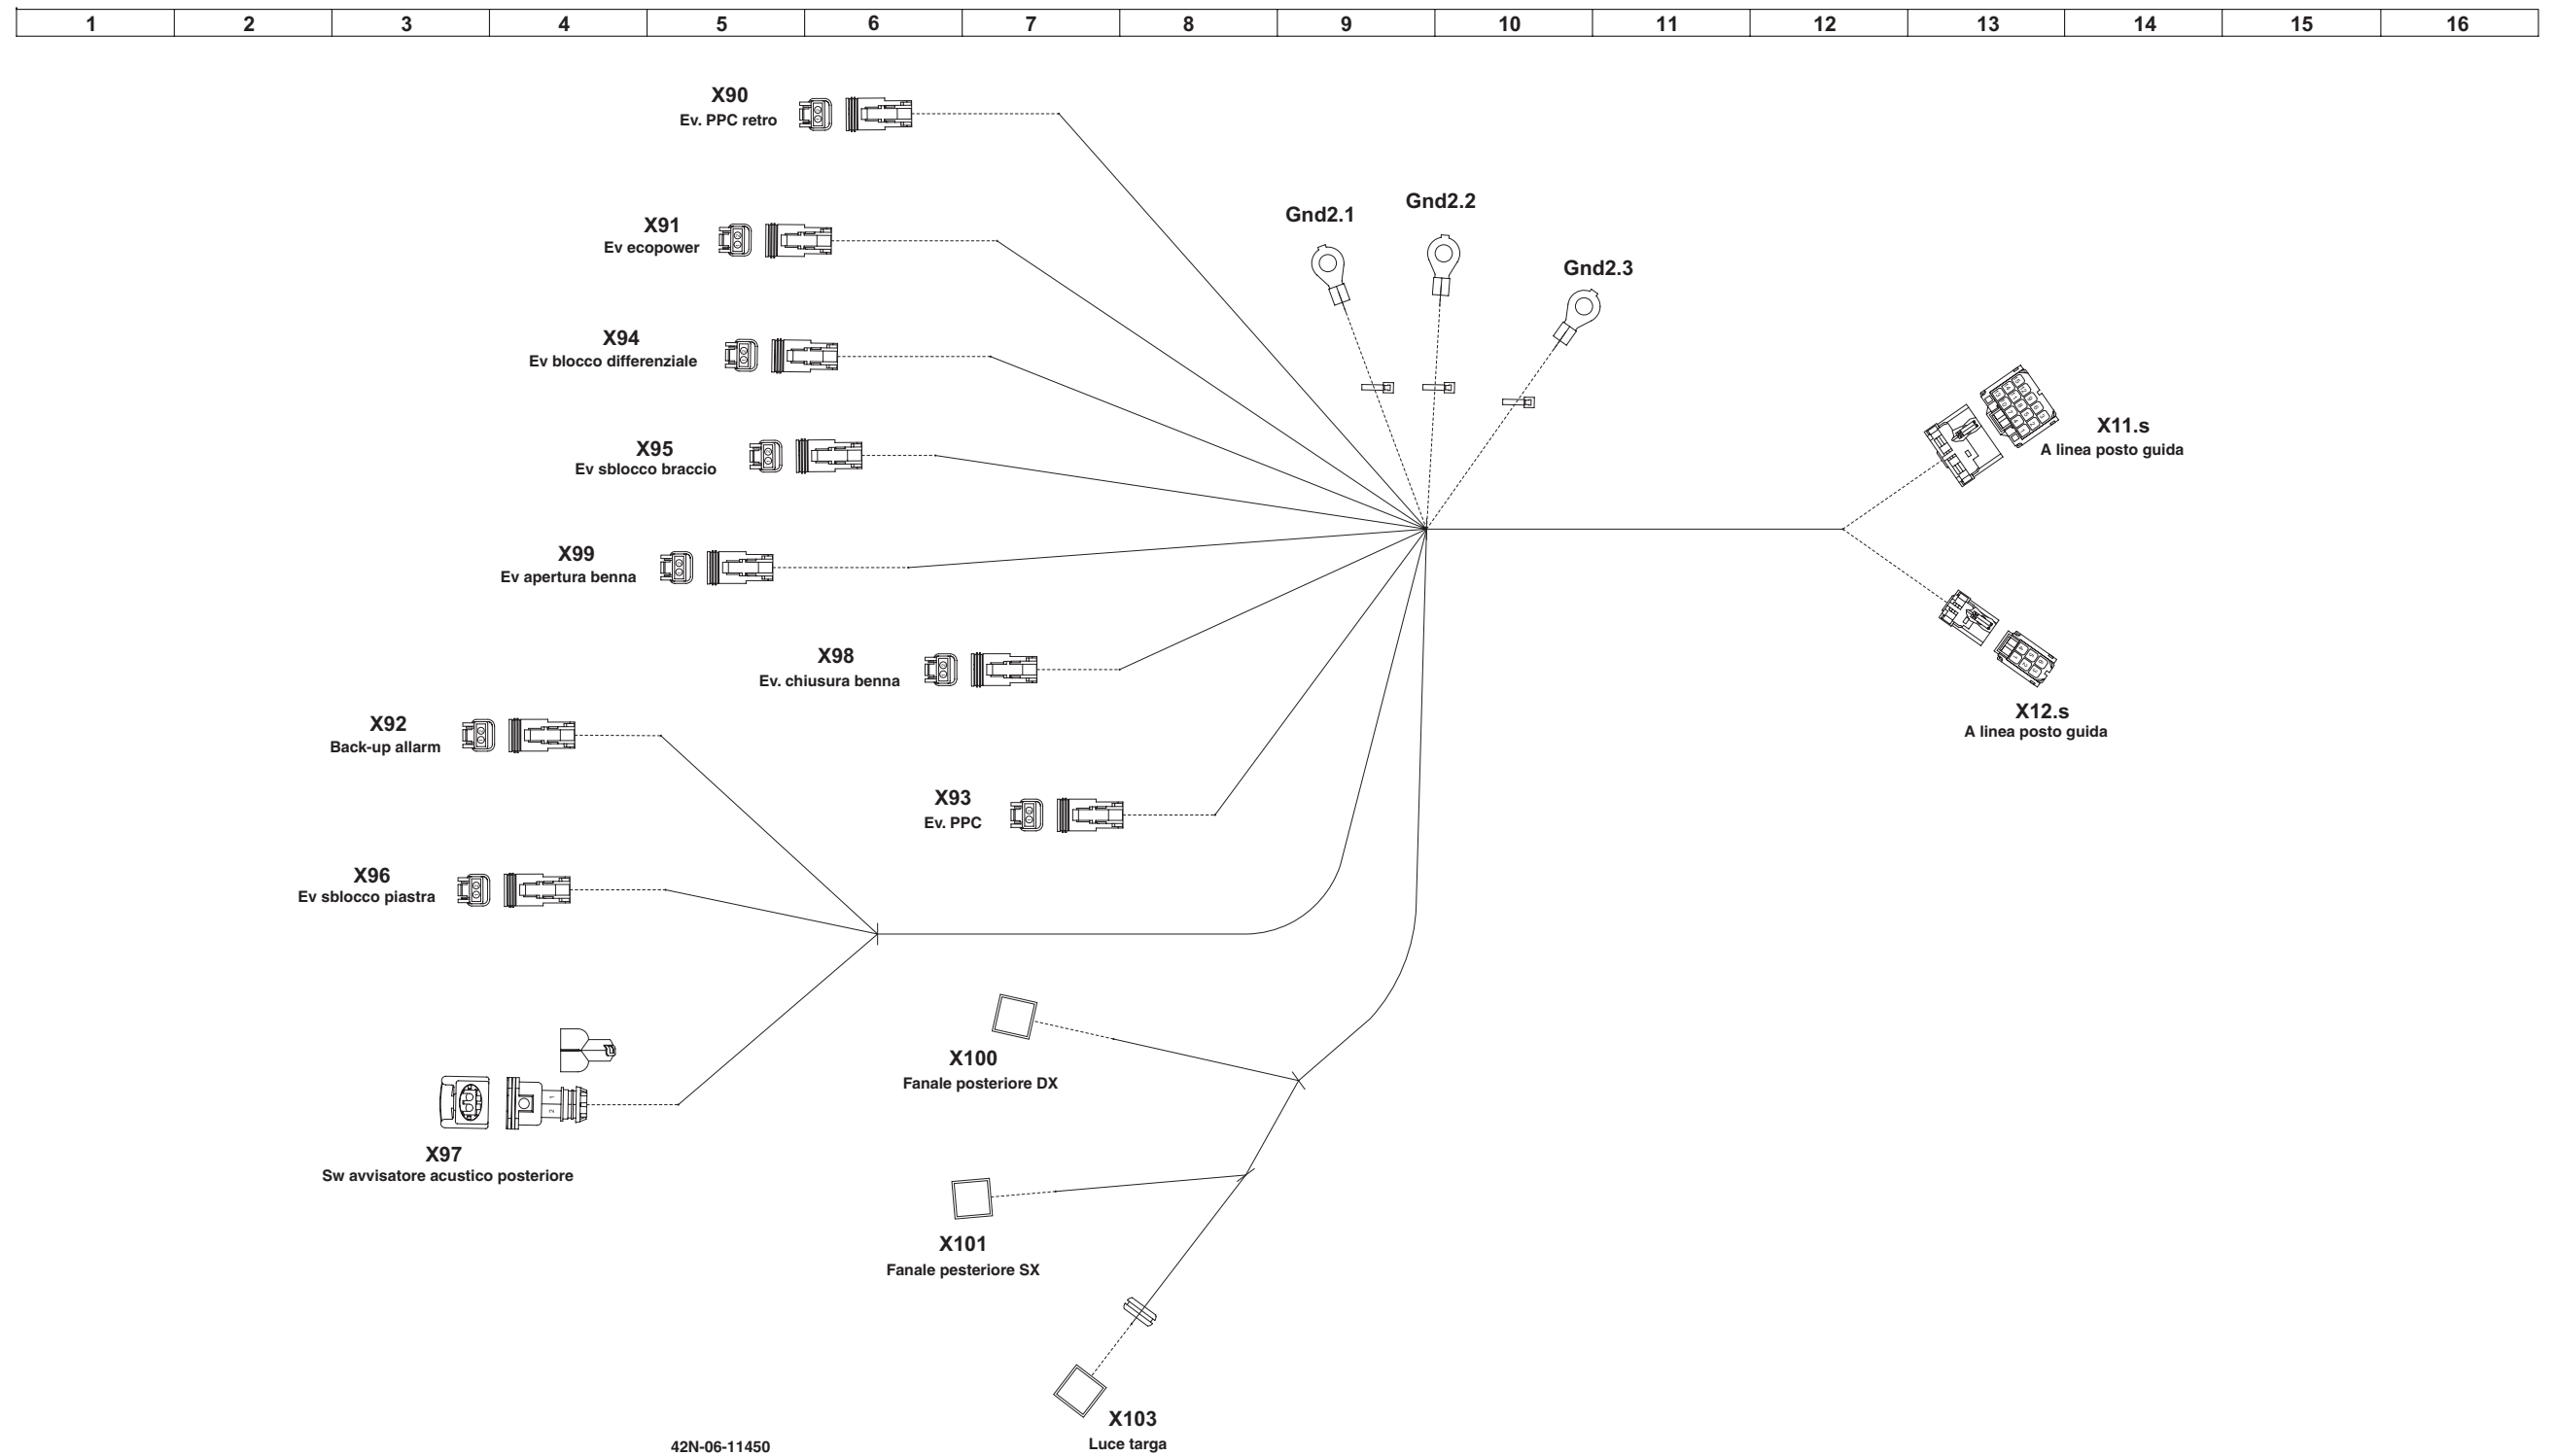 1 2 3 4 5 6 7 8 9 10 11 12 13 14 15 16
X90
Ev. PPC retro
X91
Ev ecopower
X94
Ev blocco differenziale
X95
Ev sblocco braccio
X99
Ev apertura benna
X98
Ev. chiusura benna
X92
Back-up allarm
X93
Ev. PPC
X96
Ev sblocco piastra
X97
Sw avvisatore acustico posteriore
X100
Fanale posteriore DX
X101
Fanale pesteriore SX
X103
Luce targa
Gnd2.1
Gnd2.2
Gnd2.3
X11.s
A linea posto guida
X12.s
A linea posto guida
42N-06-11450